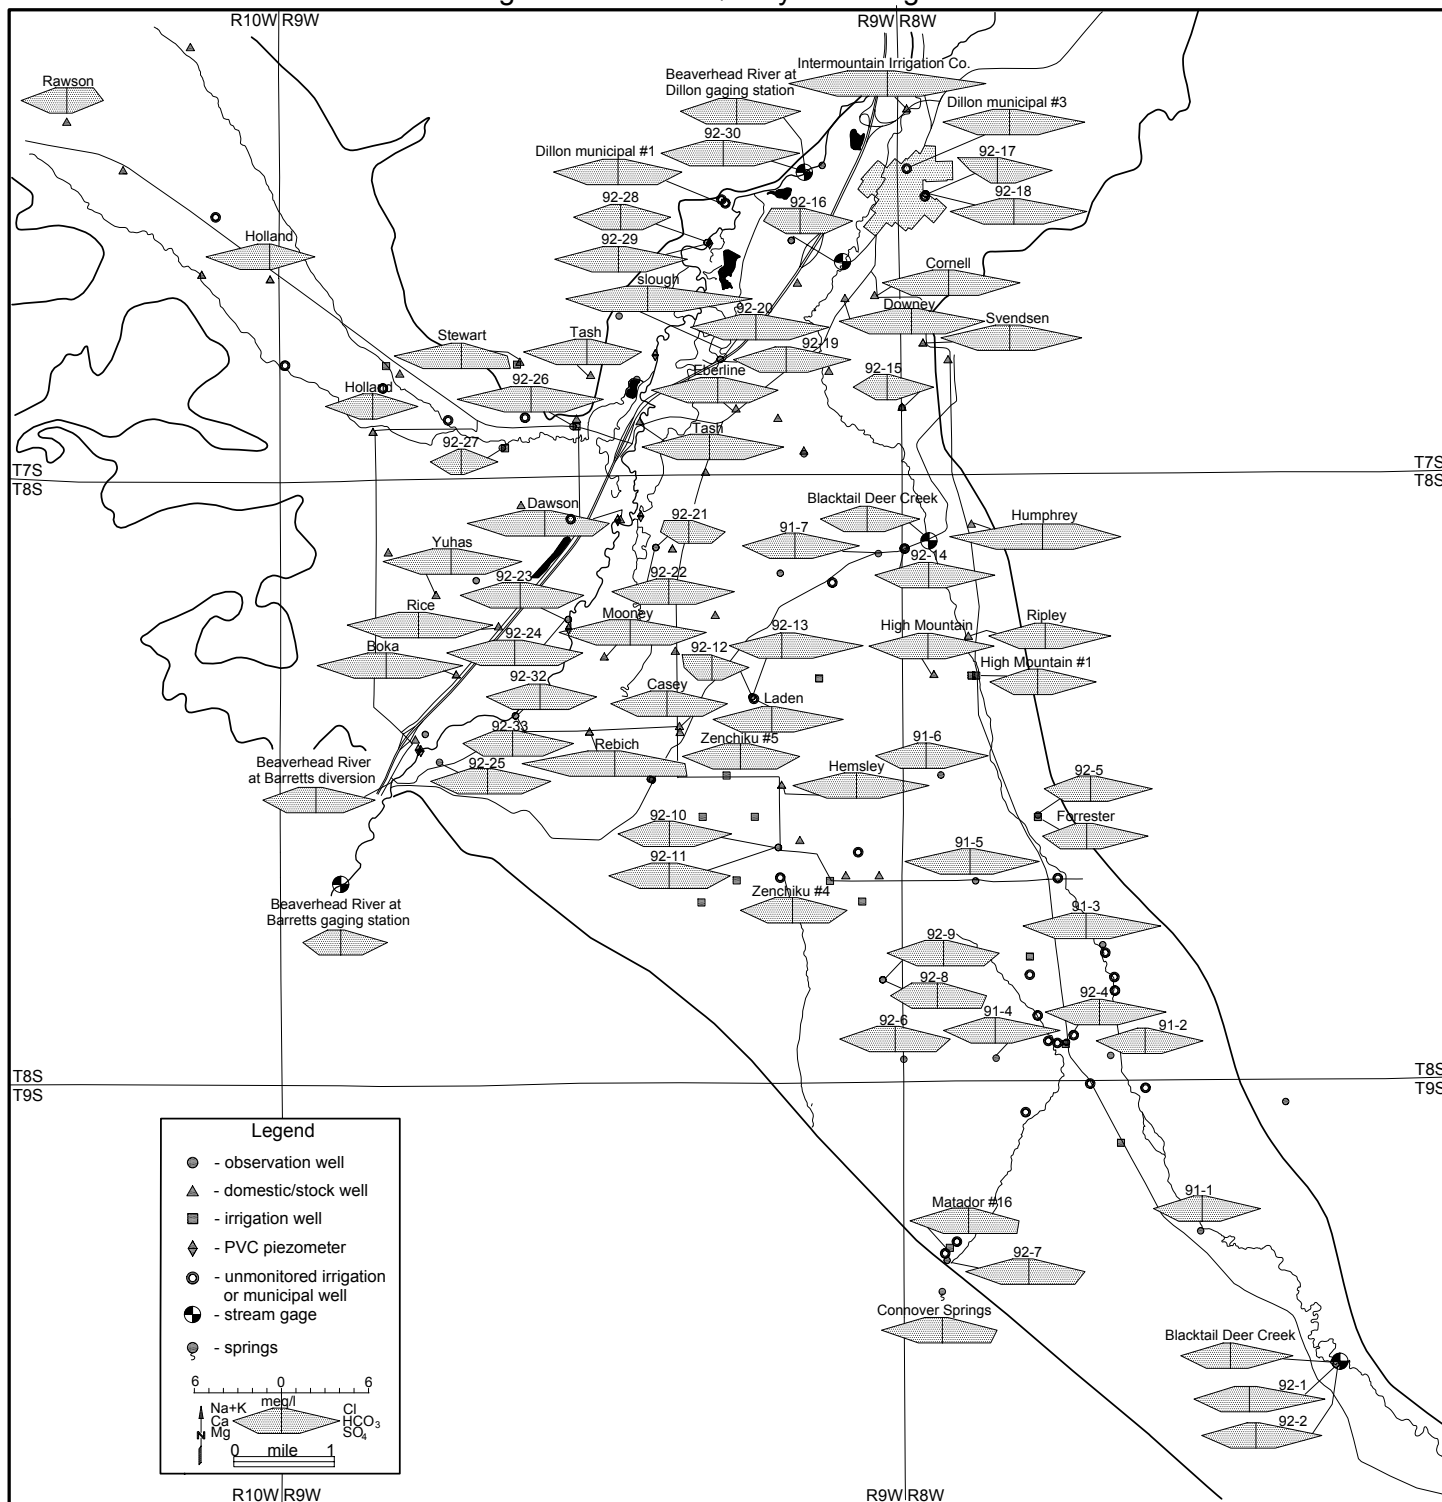 R10W R9W
R9W R8W
Rawson
Intermountain Irrigation Co.
Beaverhead River at
Dillon gaging station
Dillon municipal #3
92-30
Dillon municipal #1
92-17
92-18
92-28
92-16
92-29
Holland
slough
Cornell
Downey
Svendsen
92-20
92-19
Stewart
Tash
Eberline
92-15
Holland
92-26
Tash
92-27
T7S
T8S
T7S
T8S
Dawson
Blacktail Deer Creek
Humphrey
92-21
91-7
92-14
Yuhas
92-23
92-22
Rice
Mooney
92-13
High Mountain
Ripley
92-24
92-12
High Mountain #1
Boka
92-32
Casey
Laden
92-33
Rebich
Zenchiku #5
91-6
Beaverhead River
at Barretts diversion
92-25
Hemsley
92-5
Forrester
92-10
92-11
91-5
Zenchiku #4
Beaverhead River at
Barretts gaging station
91-3
92-9
92-8
92-4
92-6
91-4
91-2
T8S
T9S
T8S
T9S
Legend
- observation well
- domestic/stock well
- irrigation well
- PVC piezometer
- unmonitored irrigation
or municipal well
- stream gage
- springs
6 0 6
meq/l
Na+K Cl
Ca HCO3
Mg SO4
N
0 mile 1
91-1
Matador #16
92-7
Connover Springs
Blacktail Deer Creek
92-1
92-2
R10W R9W
R9W R8W